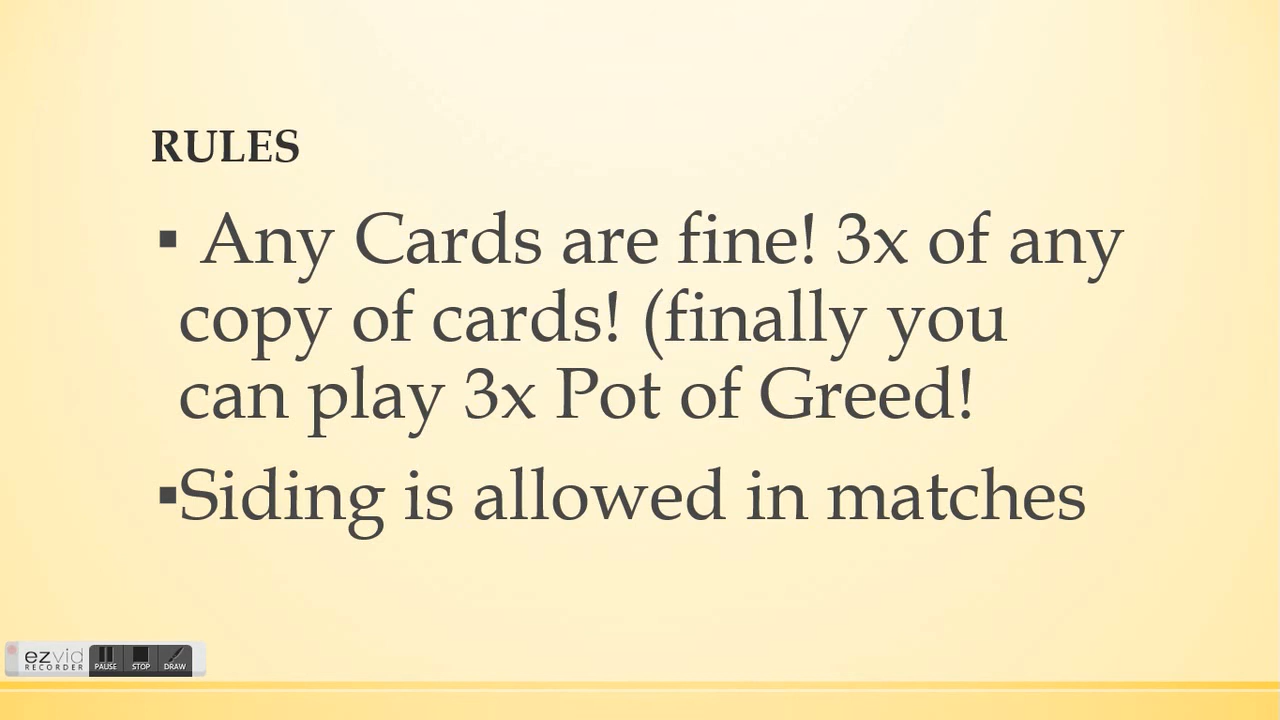 RULES
▪ Any Cards are fine! 3x of any
copy of cards! (finally you
can play 3x Pot of Greed!
▪Siding is allowed in matches
ezvid
RECORDER
PAUSE STOP DRAW